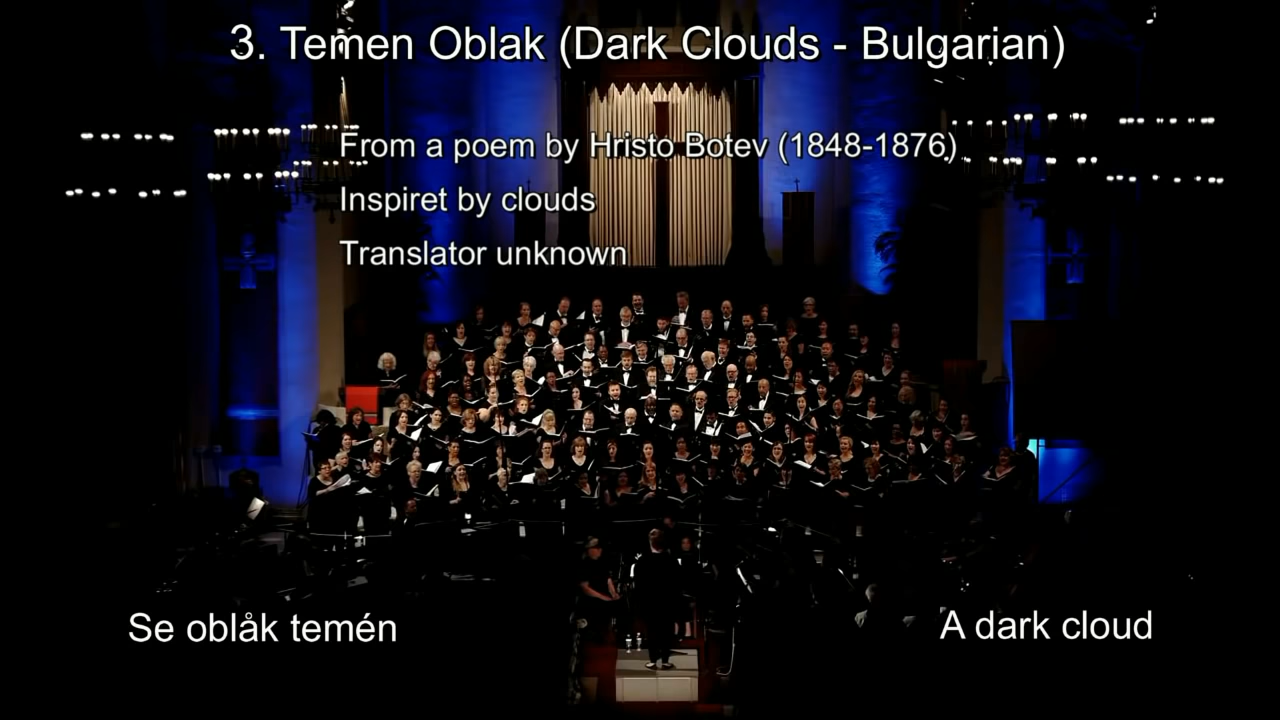 3. Temen Oblak (Dark Clouds - Bulgarian)
From a poem by Hristo Botev (1848-1876)
Inspiret by clouds
Translator unknown
Se oblåk temén
A dark cloud